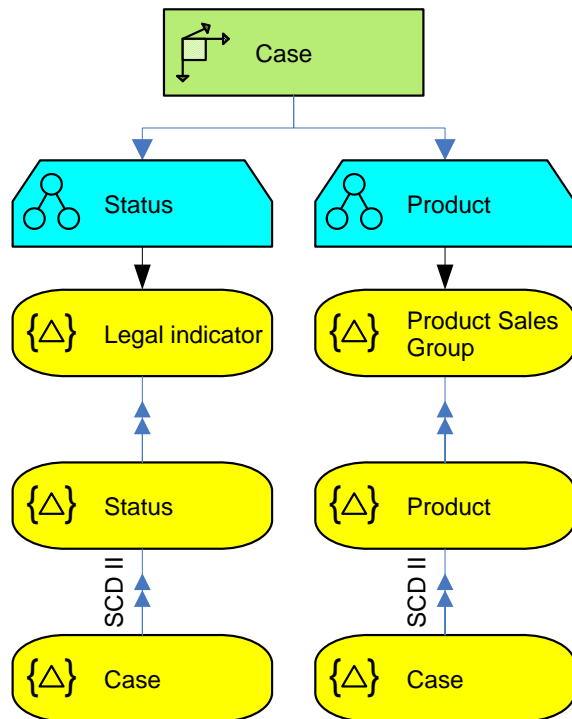 Case
Status
Product
Legal indicator
Product Sales
Group
Status
Product
SCD II
SCD II
Case
Case